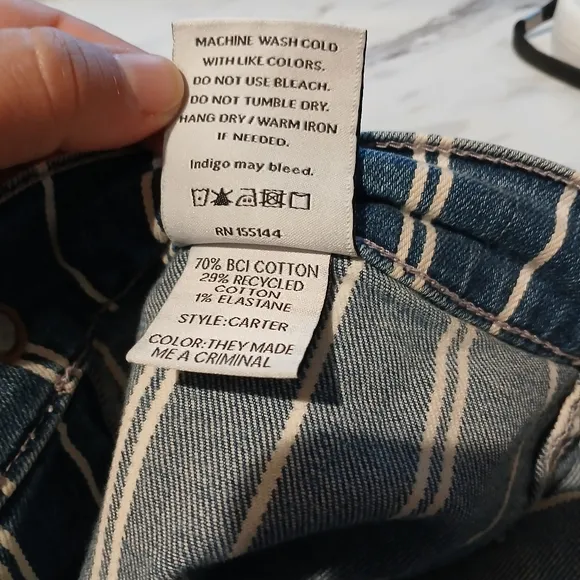 MACHINE WASH COLD
WITH LIKE COLORS.
DO NOT USE BLEACH.
DO NOT TUMBLE DRY.
HANG DRY / WARM IRON
IF NEEDED.
Indigo may bleed.
RN 155144
70% BCI COTTON
29% RECYCLED
COTTON
1% ELASTANE
STYLE:CARTER
COLOR:THEY MADE
ME A CRIMINAL